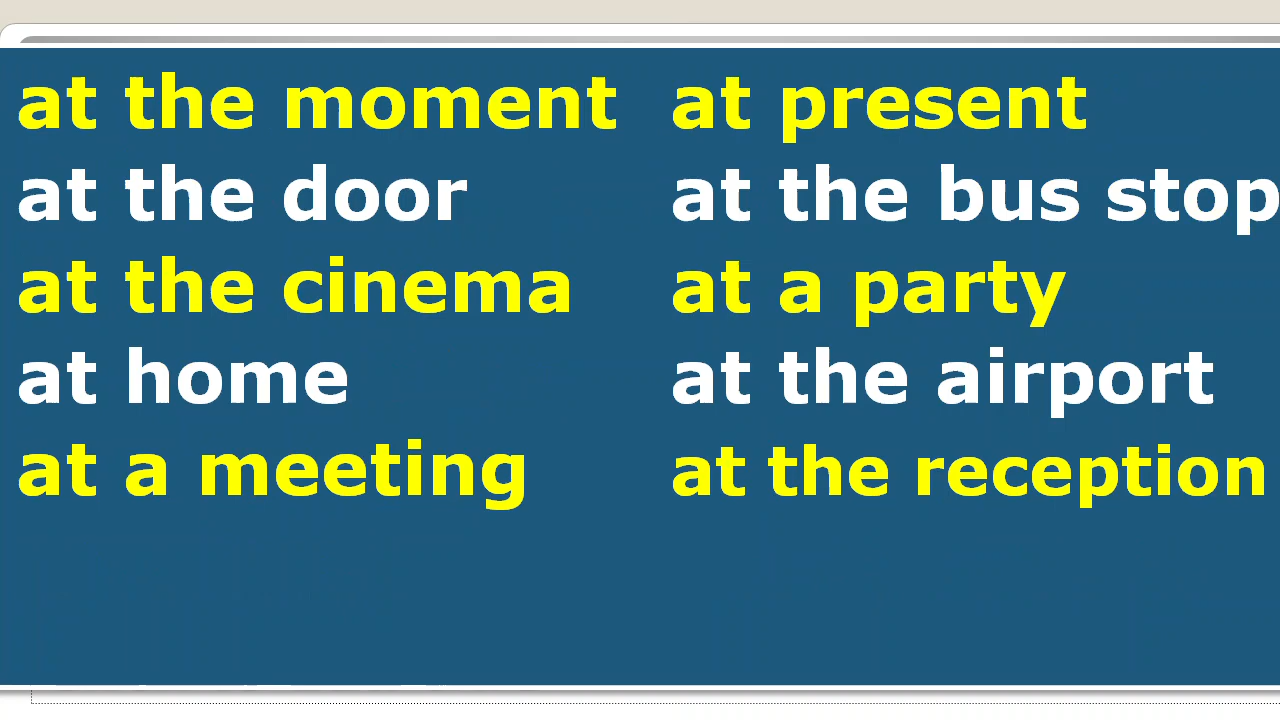 at the moment at present
at the door at the bus stop
at the cinema at a party
at home at the airport
at a meeting at the reception